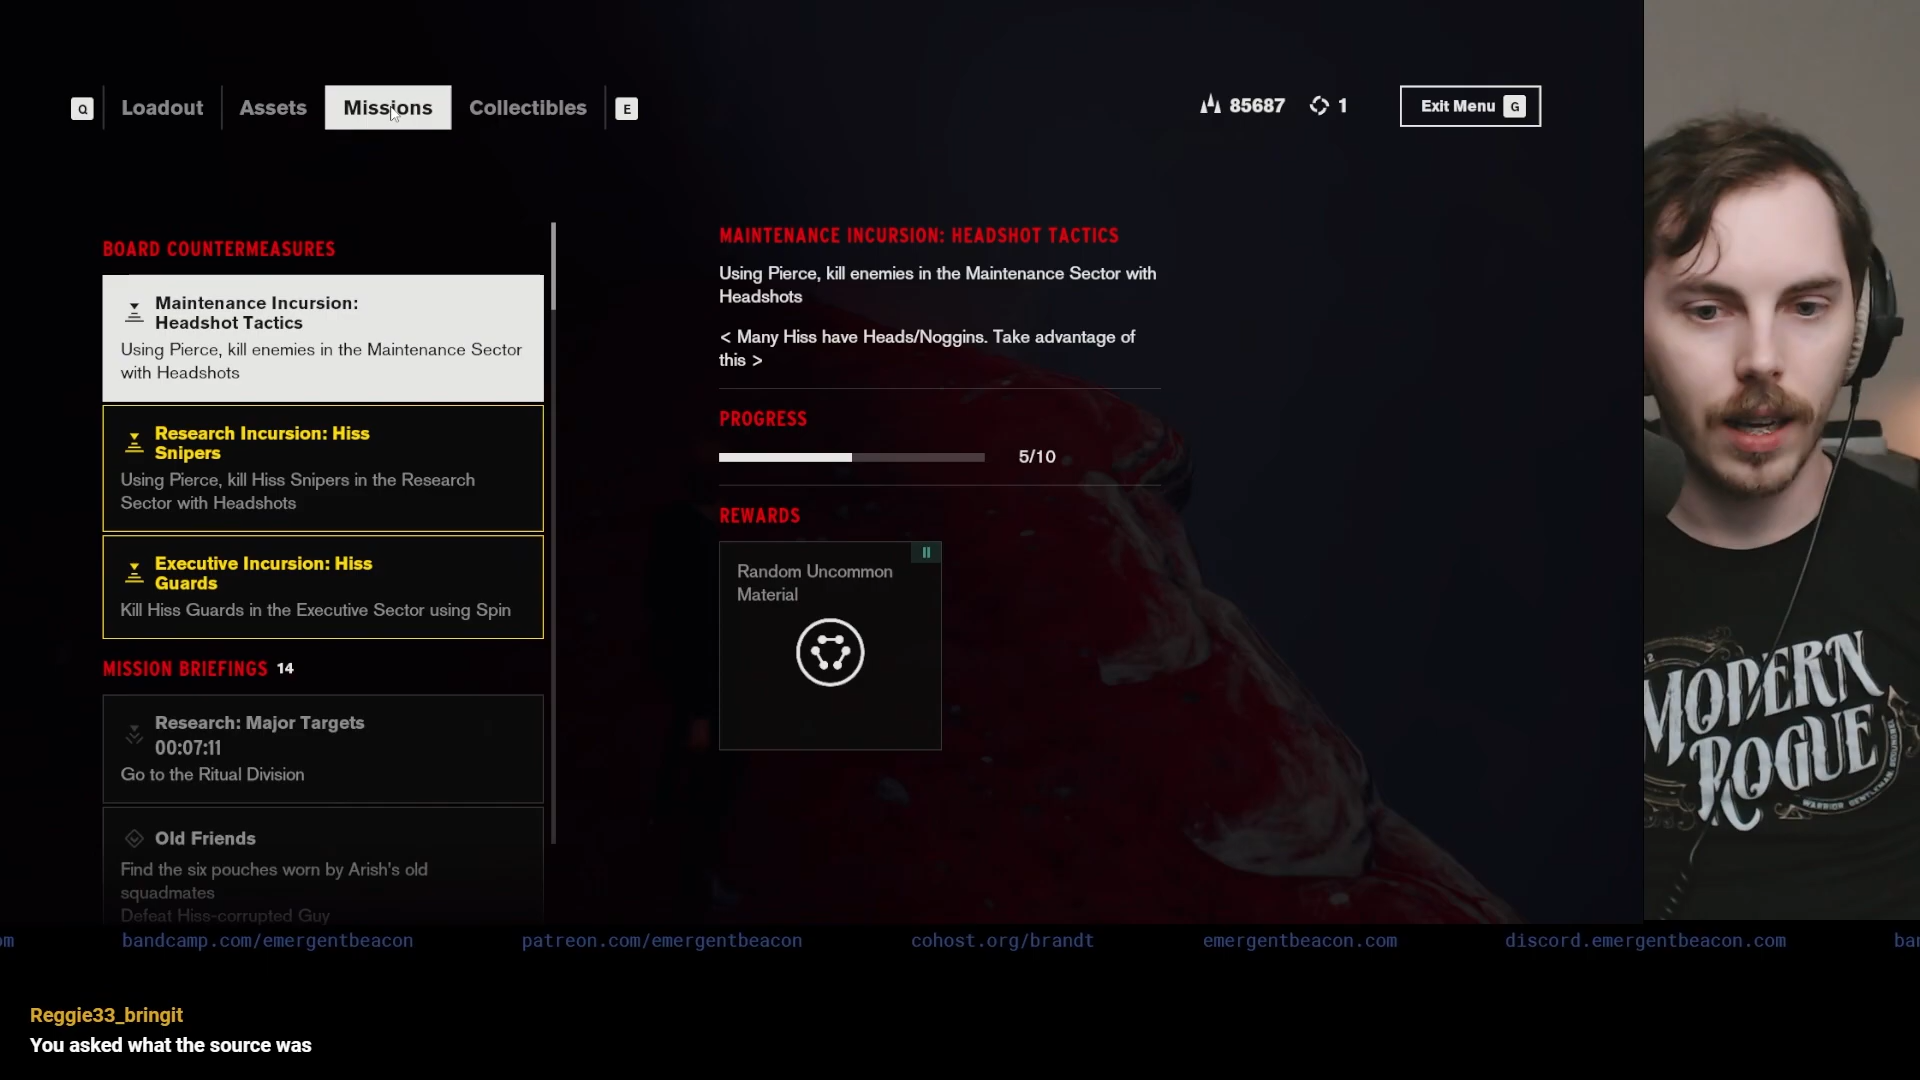 Q
Loadout
Assets
Missions
Collectibles
E
85687
1
Exit Menu G
BOARD COUNTERMEASURES
Maintenance Incursion:
Headshot Tactics
Using Pierce, kill enemies in the Maintenance Sector
with Headshots
Research Incursion: Hiss
Snipers
Using Pierce, kill Hiss Snipers in the Research
Sector with Headshots
Executive Incursion: Hiss
Guards
Kill Hiss Guards in the Executive Sector using Spin
MISSION BRIEFINGS 14
Research: Major Targets
00:07:11
Go to the Ritual Division
Old Friends
Find the six pouches worn by Arish's old
squadmates
Defeat Hiss-corrupted Guy
MAINTENANCE INCURSION: HEADSHOT TACTICS
Using Pierce, kill enemies in the Maintenance Sector with
Headshots
< Many Hiss have Heads/Noggins. Take advantage of
this >
PROGRESS
5/10
REWARDS
II
Random Uncommon
Material
MODERN
ROGUE
om
bandcamp.com/emergentbeacon
patreon.com/emergentbeacon
cohost.org/brandt
emergentbeacon.com
discord.emergentbeacon.com
ban
Reggie33_bringit
You asked what the source was